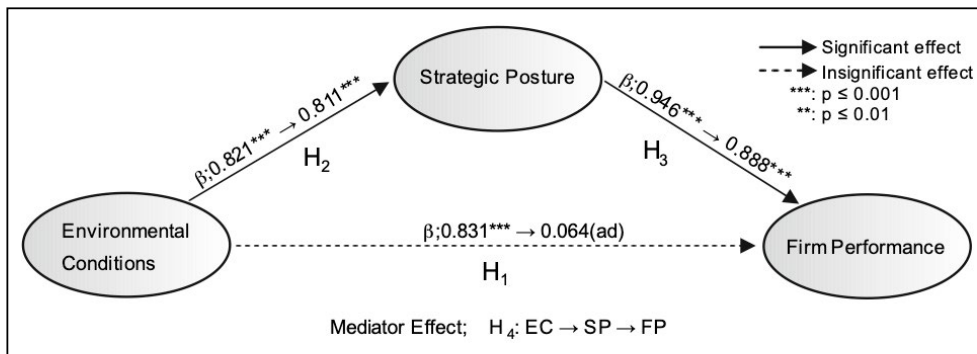 Strategic Posture
Significant effect
Insignificant effect
***: p ≤ 0.001
**: p ≤ 0.01
β;0.821*** → 0.811***
H₂
β;0.946*** → 0.888***
H₃
Environmental
Conditions
β;0.831*** → 0.064(ad)
H₁
Firm Performance
Mediator Effect; H₄: EC → SP → FP